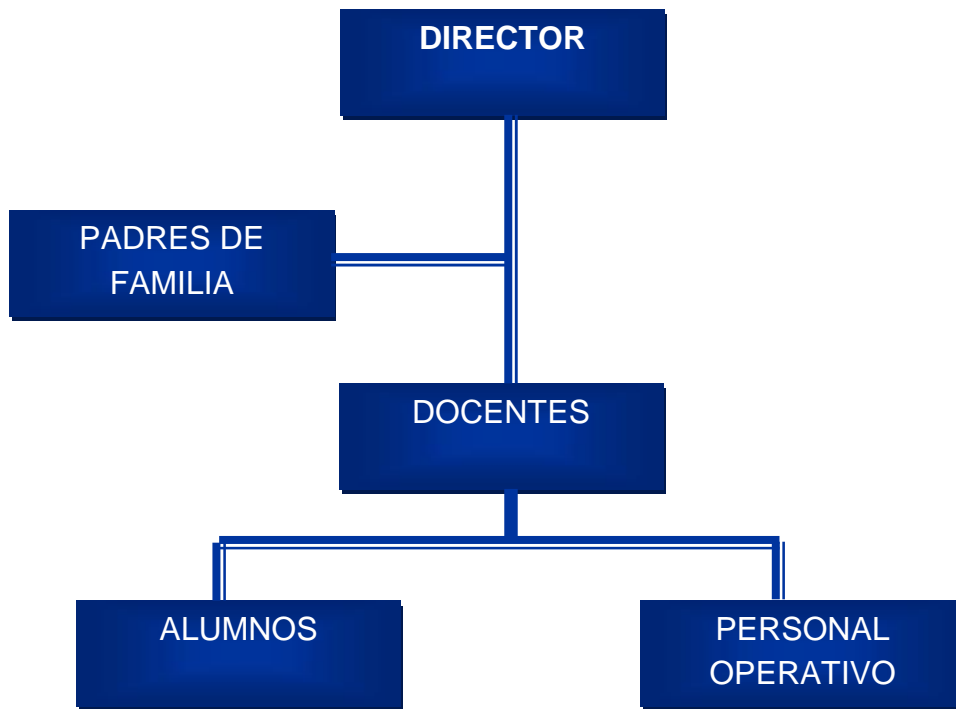 DIRECTOR
PADRES DE
FAMILIA
DOCENTES
ALUMNOS
PERSONAL
OPERATIVO